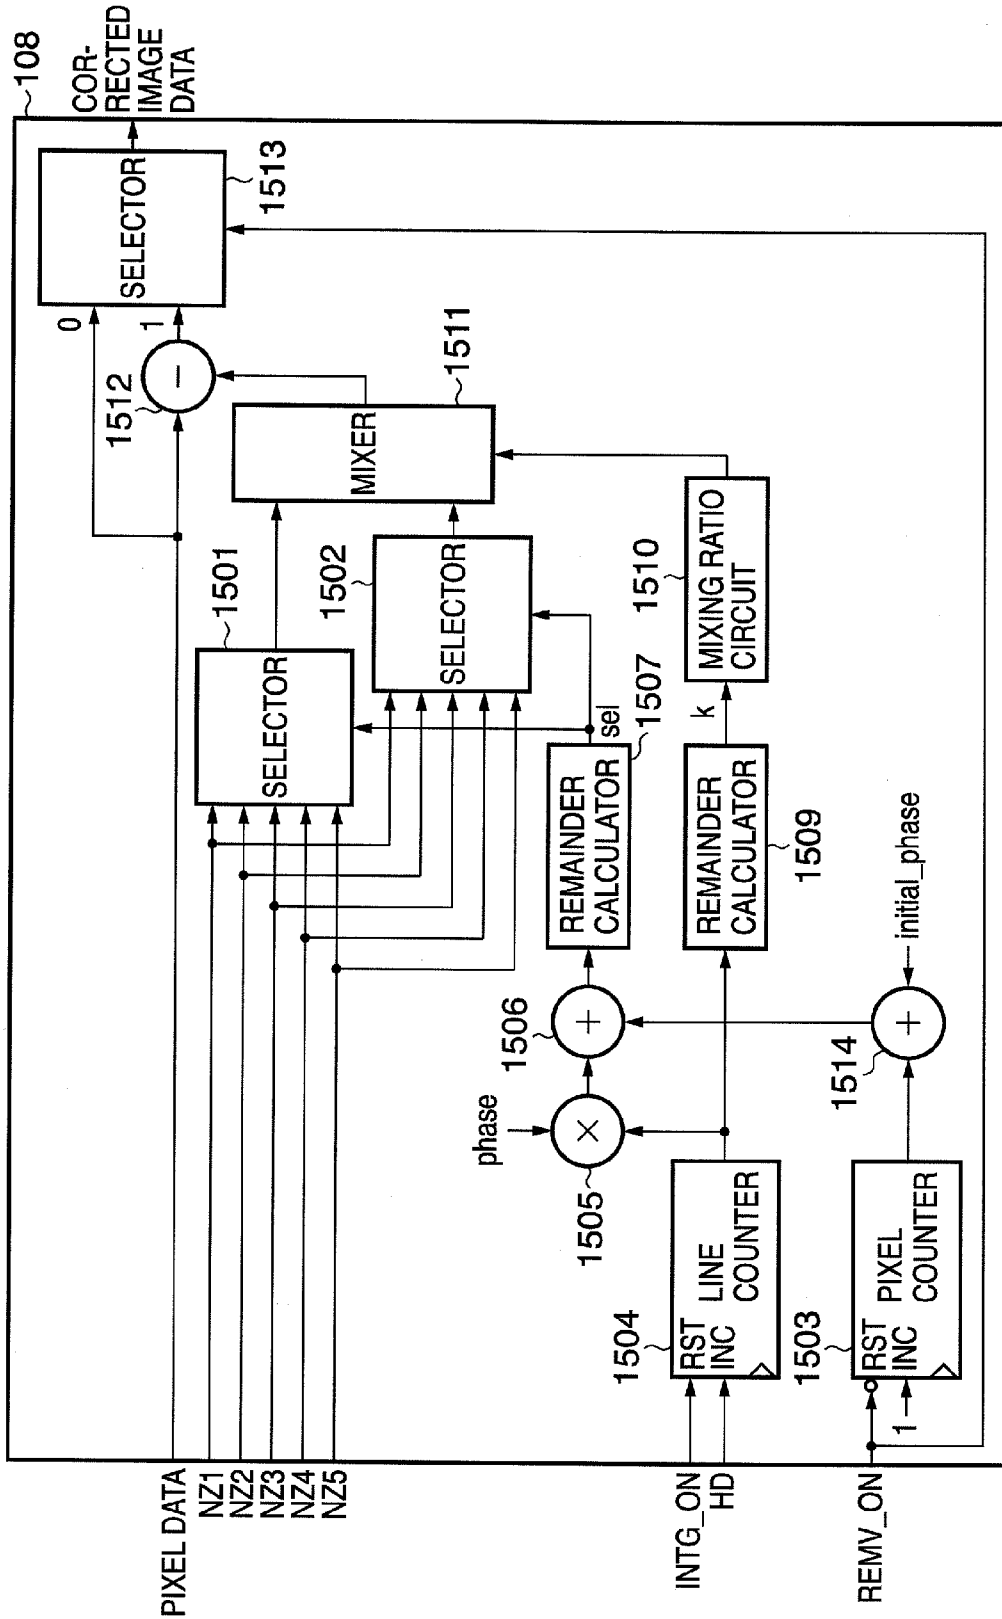 108
COR-
RECTED
IMAGE
DATA
SELECTOR
1513
0
1
−
1512
MIXER
1511
SELECTOR
1501
SELECTOR
1502
MIXING RATIO
CIRCUIT
1510
sel
k
REMAINDER
CALCULATOR
1507
REMAINDER
CALCULATOR
1509
+
1506
phase
×
1505
initial_phase
+
1514
RST
INC
LINE
COUNTER
1504
RST
INC
PIXEL
COUNTER
1503
1
PIXEL DATA
NZ1
NZ2
NZ3
NZ4
NZ5
INTG_ON
HD
REMV_ON